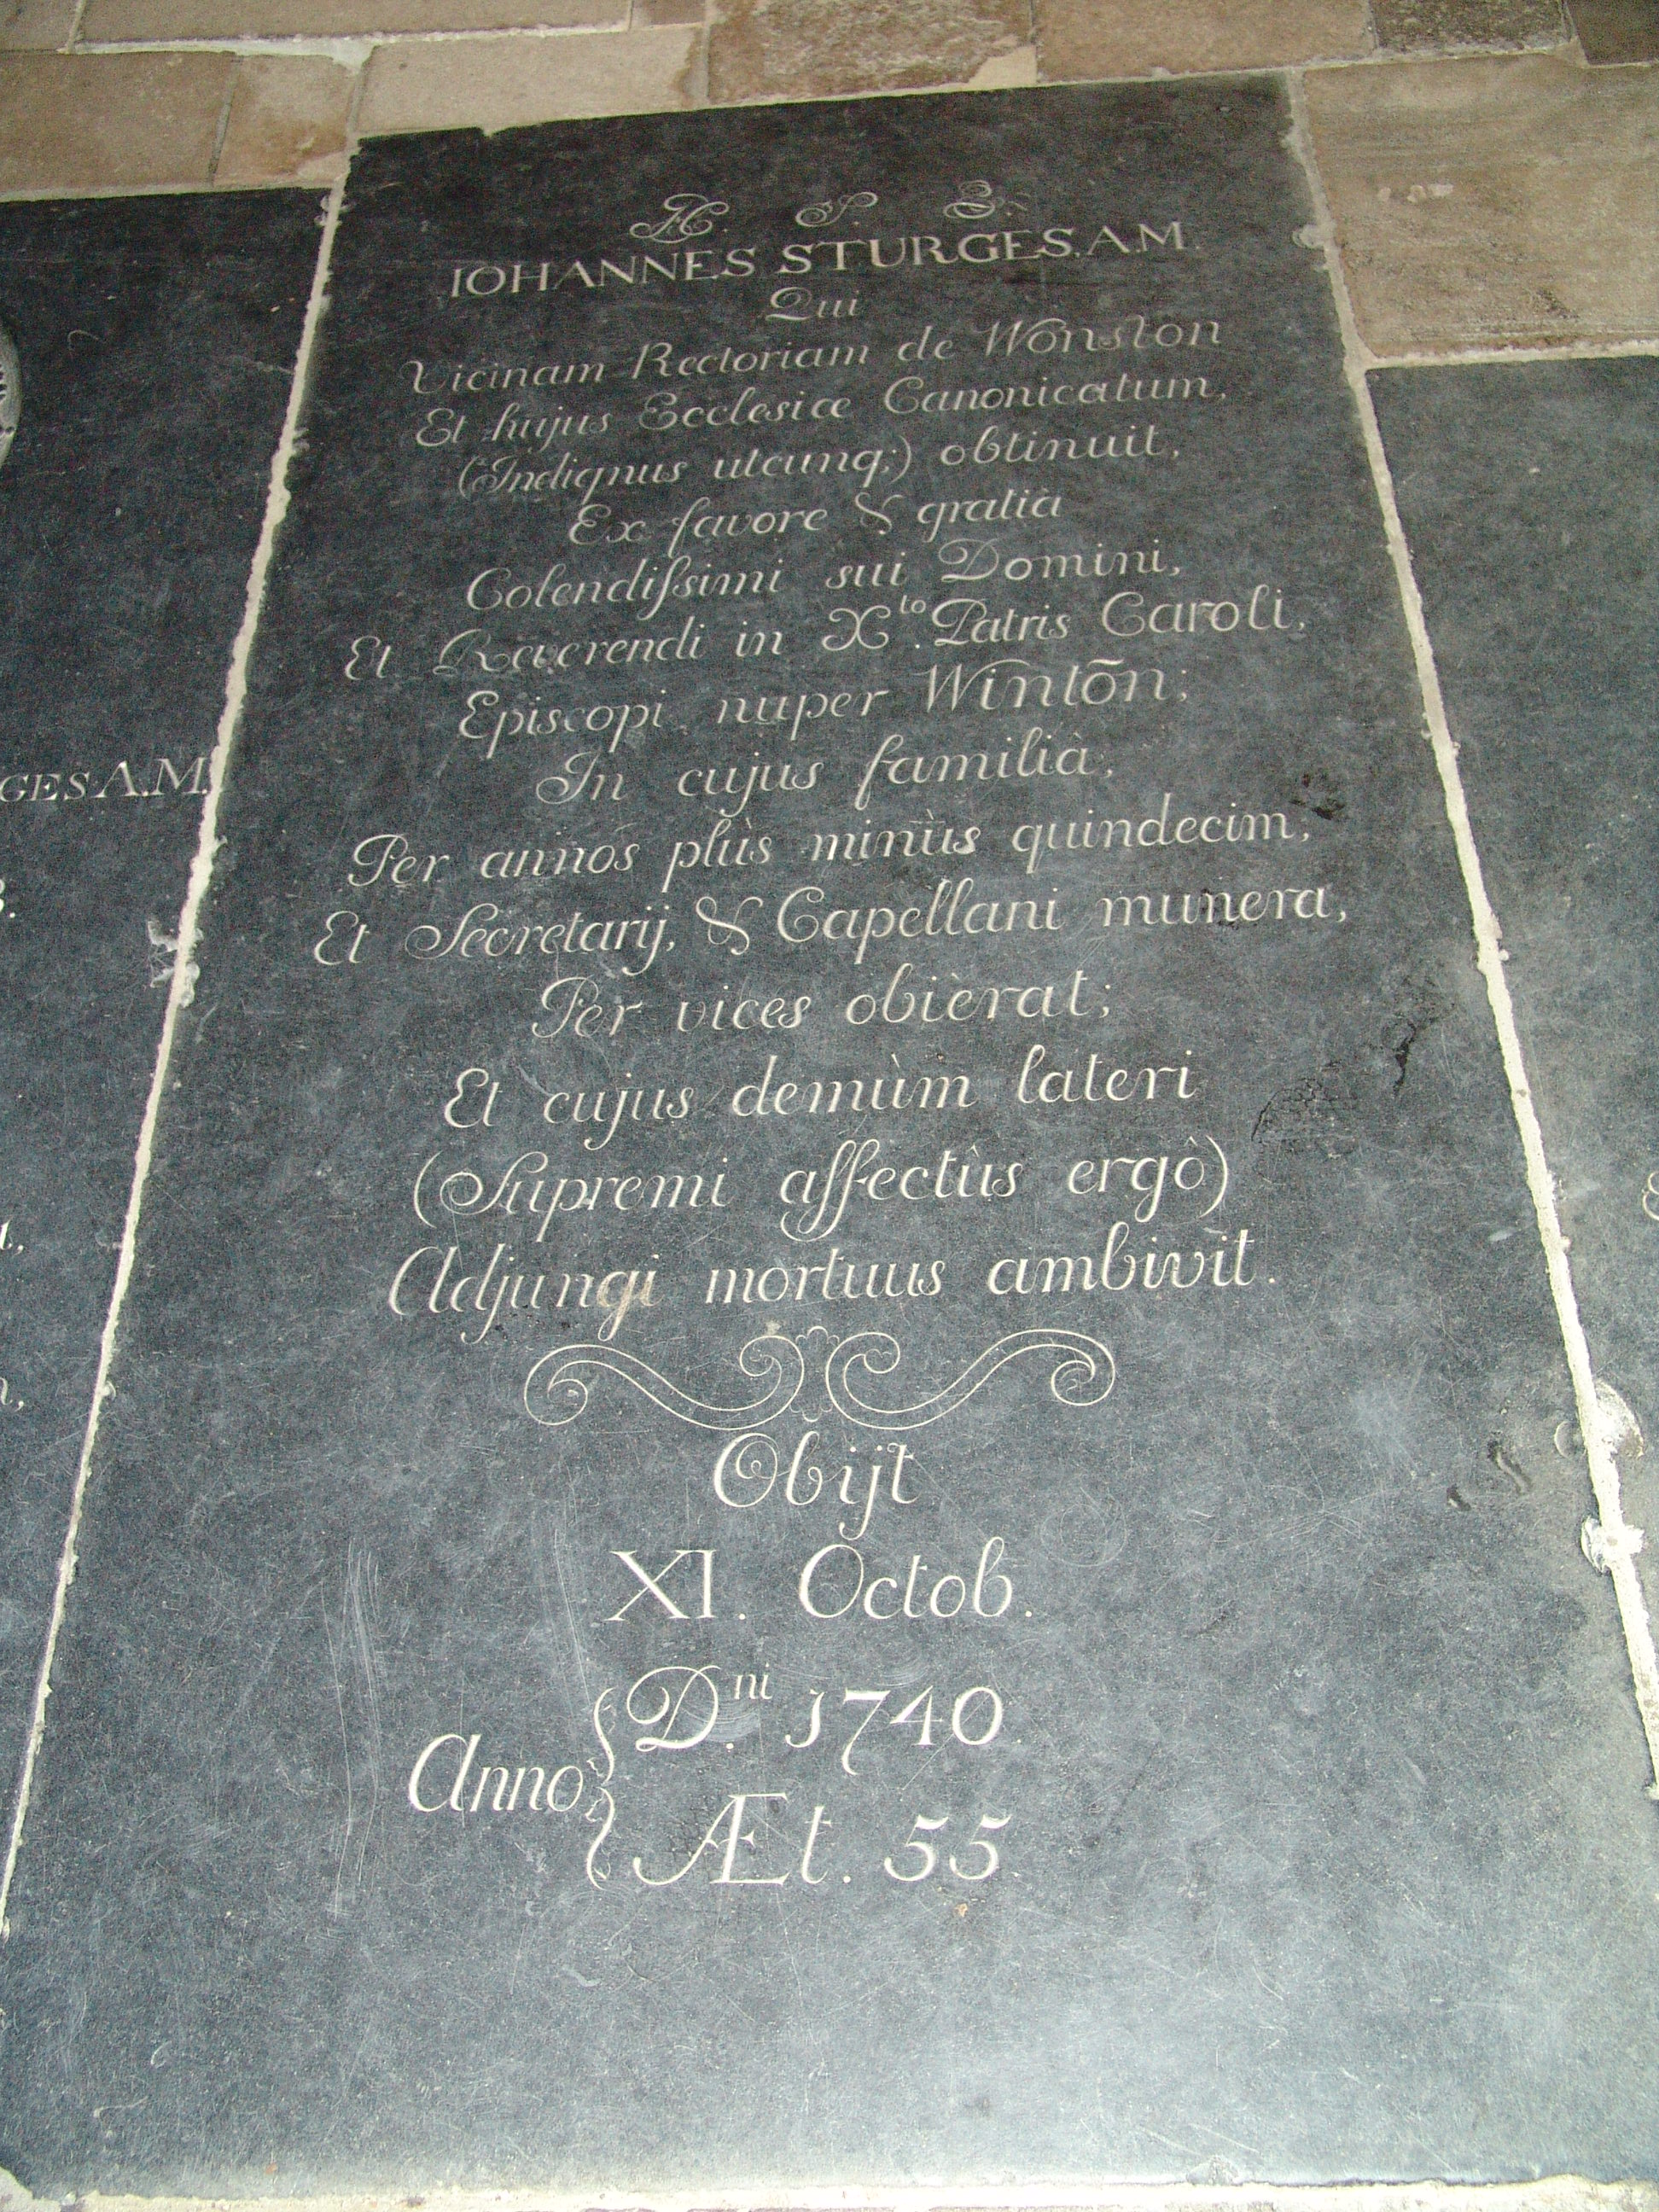 H. S. E.
IOHANNES STURGES. A.M.
Qui
Vicinam Rectoriam de Wonston
Et hujus Ecclesiæ Canonicatum,
(Indignus utcunq;) obtinuit,
Ex favore & gratiâ
Colendiſsimi sui Domini,
Et Reverendi in Xto. Patris Caroli,
Episcopi nuper Wintõn;
In cujus familiâ,
Per annos plùs minùs quindecim,
Et Secretarij, & Capellani munera,
Per vices obièrat;
Et cujus demùm lateri
(Supremi affectûs ergô)
Adjungi mortuus ambivit.
Obijt
XI. Octob.
Anno
D.ni 1740
Æt. 55
GES A.M.